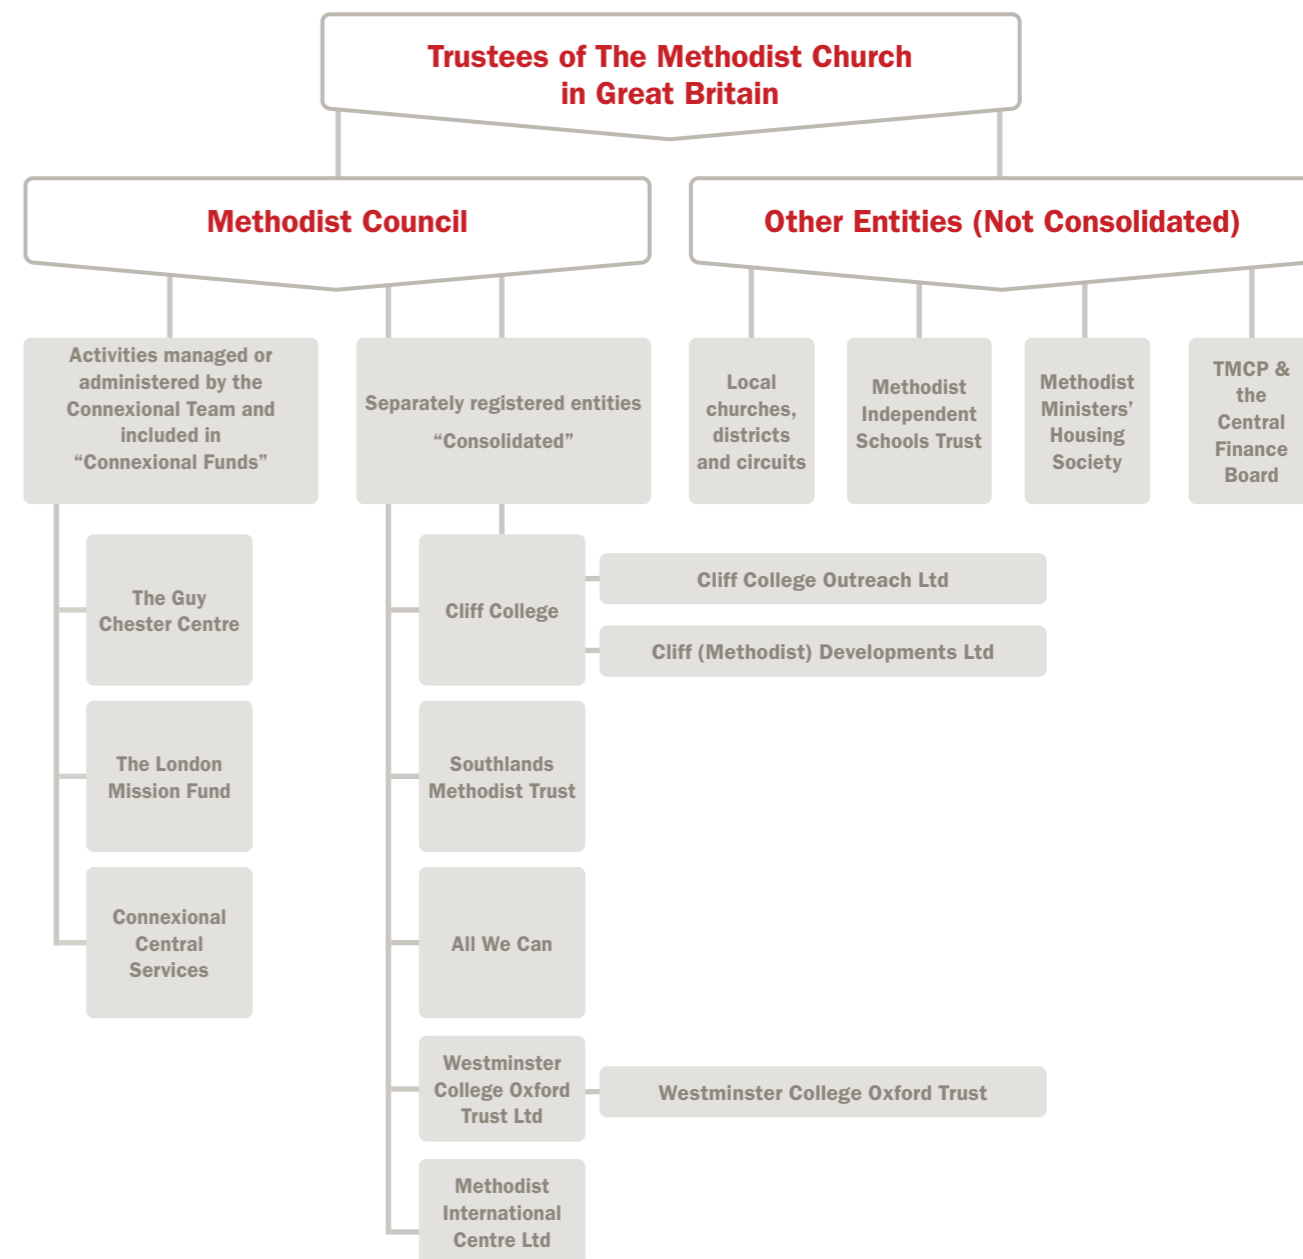 Trustees of The Methodist Church
in Great Britain
Methodist Council
Other Entities (Not Consolidated)
Activities managed or
administered by the
Connexional Team and
included in
“Connexional Funds”
Separately registered entities
“Consolidated”
Local
churches,
districts
and circuits
Methodist
Independent
Schools Trust
Methodist
Ministers’
Housing
Society
TMCP &
the
Central
Finance
Board
The Guy
Chester Centre
The London
Mission Fund
Connexional
Central
Services
Cliff College
Cliff College Outreach Ltd
Cliff (Methodist) Developments Ltd
Southlands
Methodist Trust
All We Can
Westminster
College Oxford
Trust Ltd
Westminster College Oxford Trust
Methodist
International
Centre Ltd